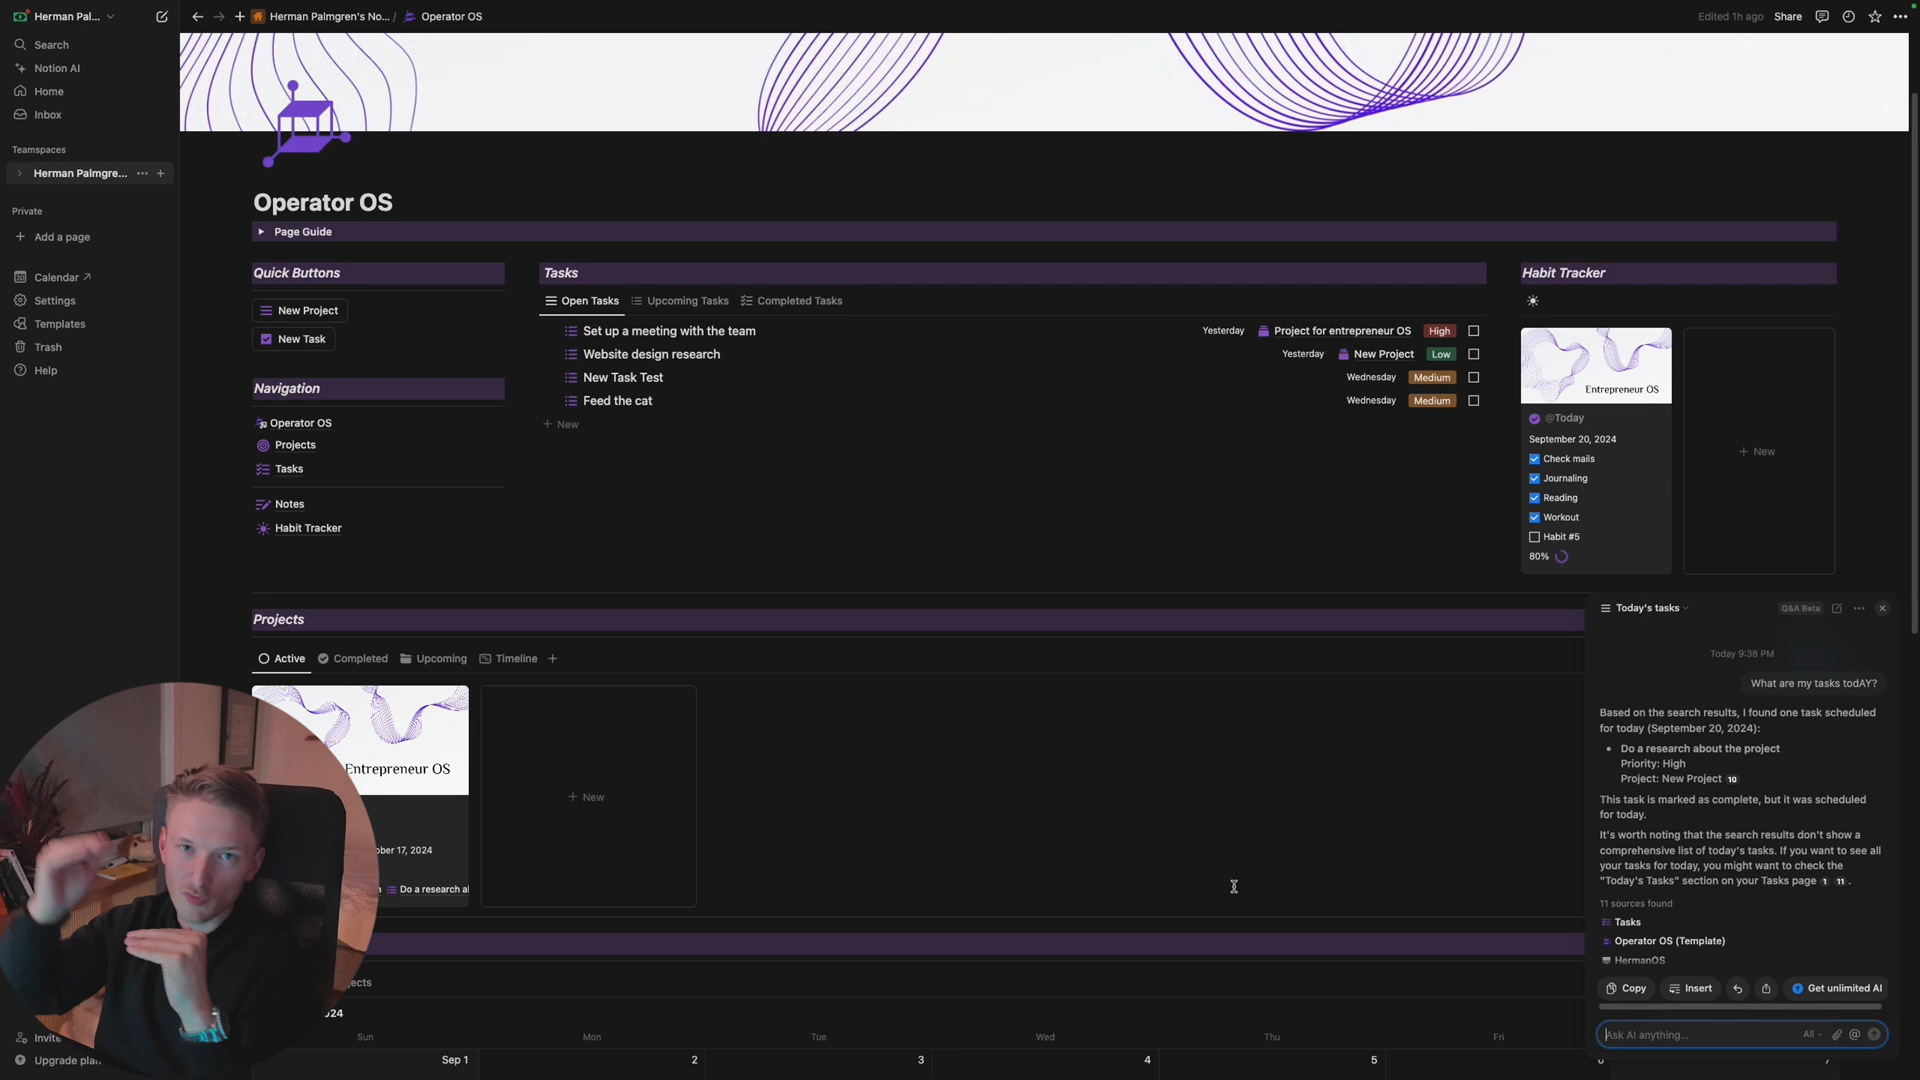 Herman Pal...
Search
Notion AI
Home
Inbox
Teamspaces
Herman Palmgre...
Private
Add a page
Calendar
Settings
Templates
Trash
Help
Invite
Upgrade plan
Herman Palmgren's No... / Operator OS
Edited 1h ago Share
Operator OS
Page Guide
Quick Buttons
New Project
New Task
Navigation
Operator OS
Projects
Tasks
Notes
Habit Tracker
Tasks
Open Tasks Upcoming Tasks Completed Tasks
Set up a meeting with the team Yesterday Project for entrepreneur OS High
Website design research Yesterday New Project Low
New Task Test Wednesday Medium
Feed the cat Wednesday Medium
+ New
Habit Tracker
Entrepreneur OS
@Today
September 20, 2024
Check mails
Journaling
Reading
Workout
Habit #5
80%
+ New
Projects
Active Completed Upcoming Timeline +
Entrepreneur OS
ober 17, 2024
Do a research a
+ New
jects
024
Sun Mon Tue Wed Thu Fri
Sep 1 2 3 4 5
Today's tasks Q&A Beta
Today 9:38 PM
What are my tasks todAY?
Based on the search results, I found one task scheduled
for today (September 20, 2024):
• Do a research about the project
Priority: High
Project: New Project 10
This task is marked as complete, but it was scheduled
for today.
It's worth noting that the search results don't show a
comprehensive list of today's tasks. If you want to see all
your tasks for today, you might want to check the
"Today's Tasks" section on your Tasks page 1 11 .
11 sources found
Tasks
Operator OS (Template)
HermanOS
Copy Insert Get unlimited AI
Ask AI anything... All